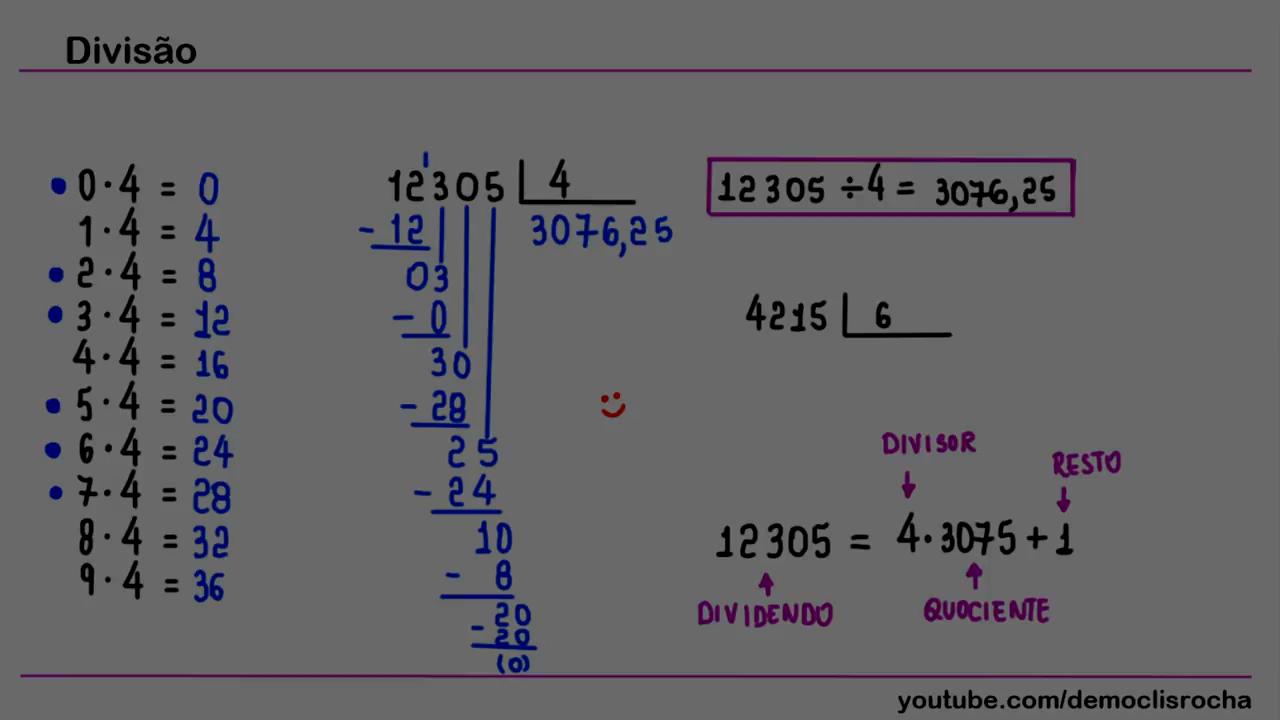 Divisão
0·4 = 0
1·4 = 4
2·4 = 8
3·4 = 12
4·4 = 16
5·4 = 20
6·4 = 24
7·4 = 28
8·4 = 32
9·4 = 36
1
12305 4
- 12 3076,25
03
- 0
30
- 28
25
- 24
10
- 8
20
- 20
(0)
12305 ÷ 4 = 3076,25
4215 6
DIVISOR
RESTO
12305 = 4·3075 + 1
DIVIDENDO
QUOCIENTE
youtube.com/democlisrocha